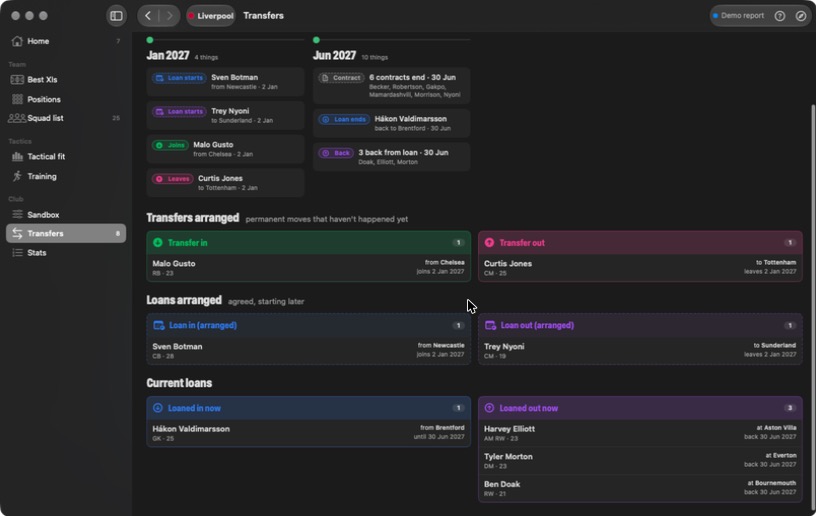 Liverpool
Transfers
Demo report
Home 7
Team
Best XIs
Positions
Squad list 25
Tactics
Tactical fit
Training
Club
Sandbox
Transfers 8
Stats
Jan 2027 4 things
Loan starts Sven Botman
from Newcastle · 2 Jan
Loan starts Trey Nyoni
to Sunderland · 2 Jan
Joins Malo Gusto
from Chelsea · 2 Jan
Leaves Curtis Jones
to Tottenham · 2 Jan
Jun 2027 10 things
Contract 6 contracts end · 30 Jun
Becker, Robertson, Gakpo,
Mamardashvili, Morrison, Nyoni
Loan ends Hákon Valdimarsson
back to Brentford · 30 Jun
Back 3 back from loan · 30 Jun
Doak, Elliott, Morton
Transfers arranged permanent moves that haven't happened yet
Transfer in 1
Malo Gusto from Chelsea
RB · 23 joins 2 Jan 2027
Transfer out 1
Curtis Jones to Tottenham
CM · 25 leaves 2 Jan 2027
Loans arranged agreed, starting later
Loan in (arranged) 1
Sven Botman from Newcastle
CB · 28 joins 2 Jan 2027
Loan out (arranged) 1
Trey Nyoni to Sunderland
CM · 19 leaves 2 Jan 2027
Current loans
Loaned in now 1
Hákon Valdimarsson from Brentford
GK · 25 until 30 Jun 2027
Loaned out now 3
Harvey Elliott at Aston Villa
AM RW · 23 back 30 Jun 2027
Tyler Morton at Everton
DM · 23 back 30 Jun 2027
Ben Doak at Bournemouth
RW · 21 back 30 Jun 2027